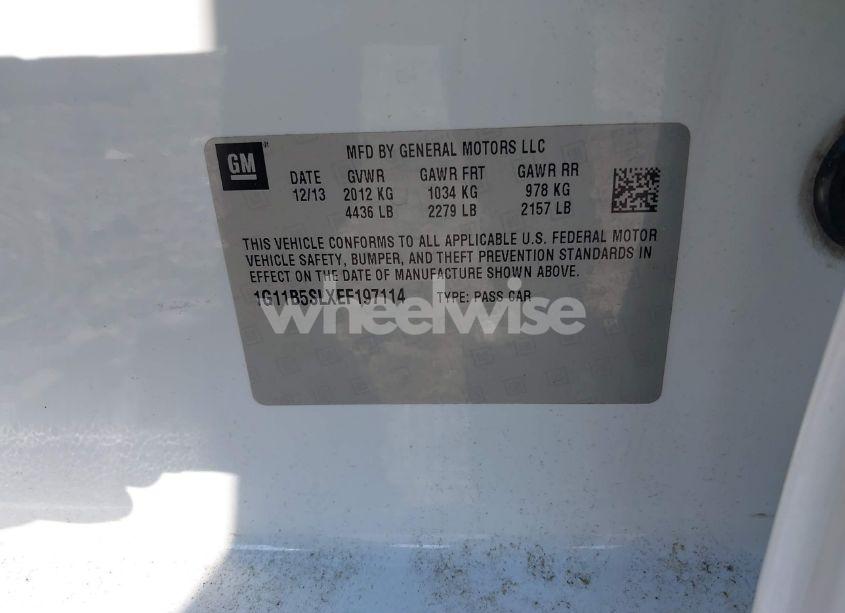 GM
MFD BY GENERAL MOTORS LLC
DATE GVWR GAWR FRT GAWR RR
12/13 2012 KG 1034 KG 978 KG
4436 LB 2279 LB 2157 LB
THIS VEHICLE CONFORMS TO ALL APPLICABLE U.S. FEDERAL MOTOR
VEHICLE SAFETY, BUMPER, AND THEFT PREVENTION STANDARDS IN
EFFECT ON THE DATE OF MANUFACTURE SHOWN ABOVE.
1G11B5SLXEF197114 TYPE: PASS CAR
wheelwise